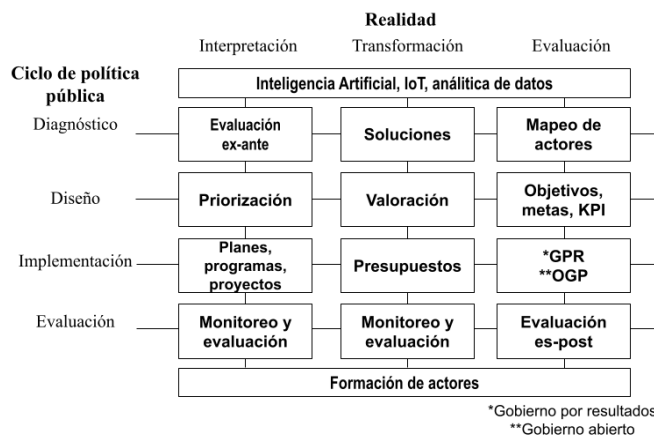 Realidad
Interpretación Transformación Evaluación
Ciclo de política
pública
Inteligencia Artificial, IoT, análitica de datos
Diagnóstico
Evaluación
ex-ante
Soluciones
Mapeo de
actores
Diseño
Priorización
Valoración
Objetivos,
metas, KPI
Implementación
Planes,
programas,
proyectos
Presupuestos
*GPR
**OGP
Evaluación
Monitoreo y
evaluación
Monitoreo y
evaluación
Evaluación
es-post
Formación de actores
*Gobierno por resultados
**Gobierno abierto